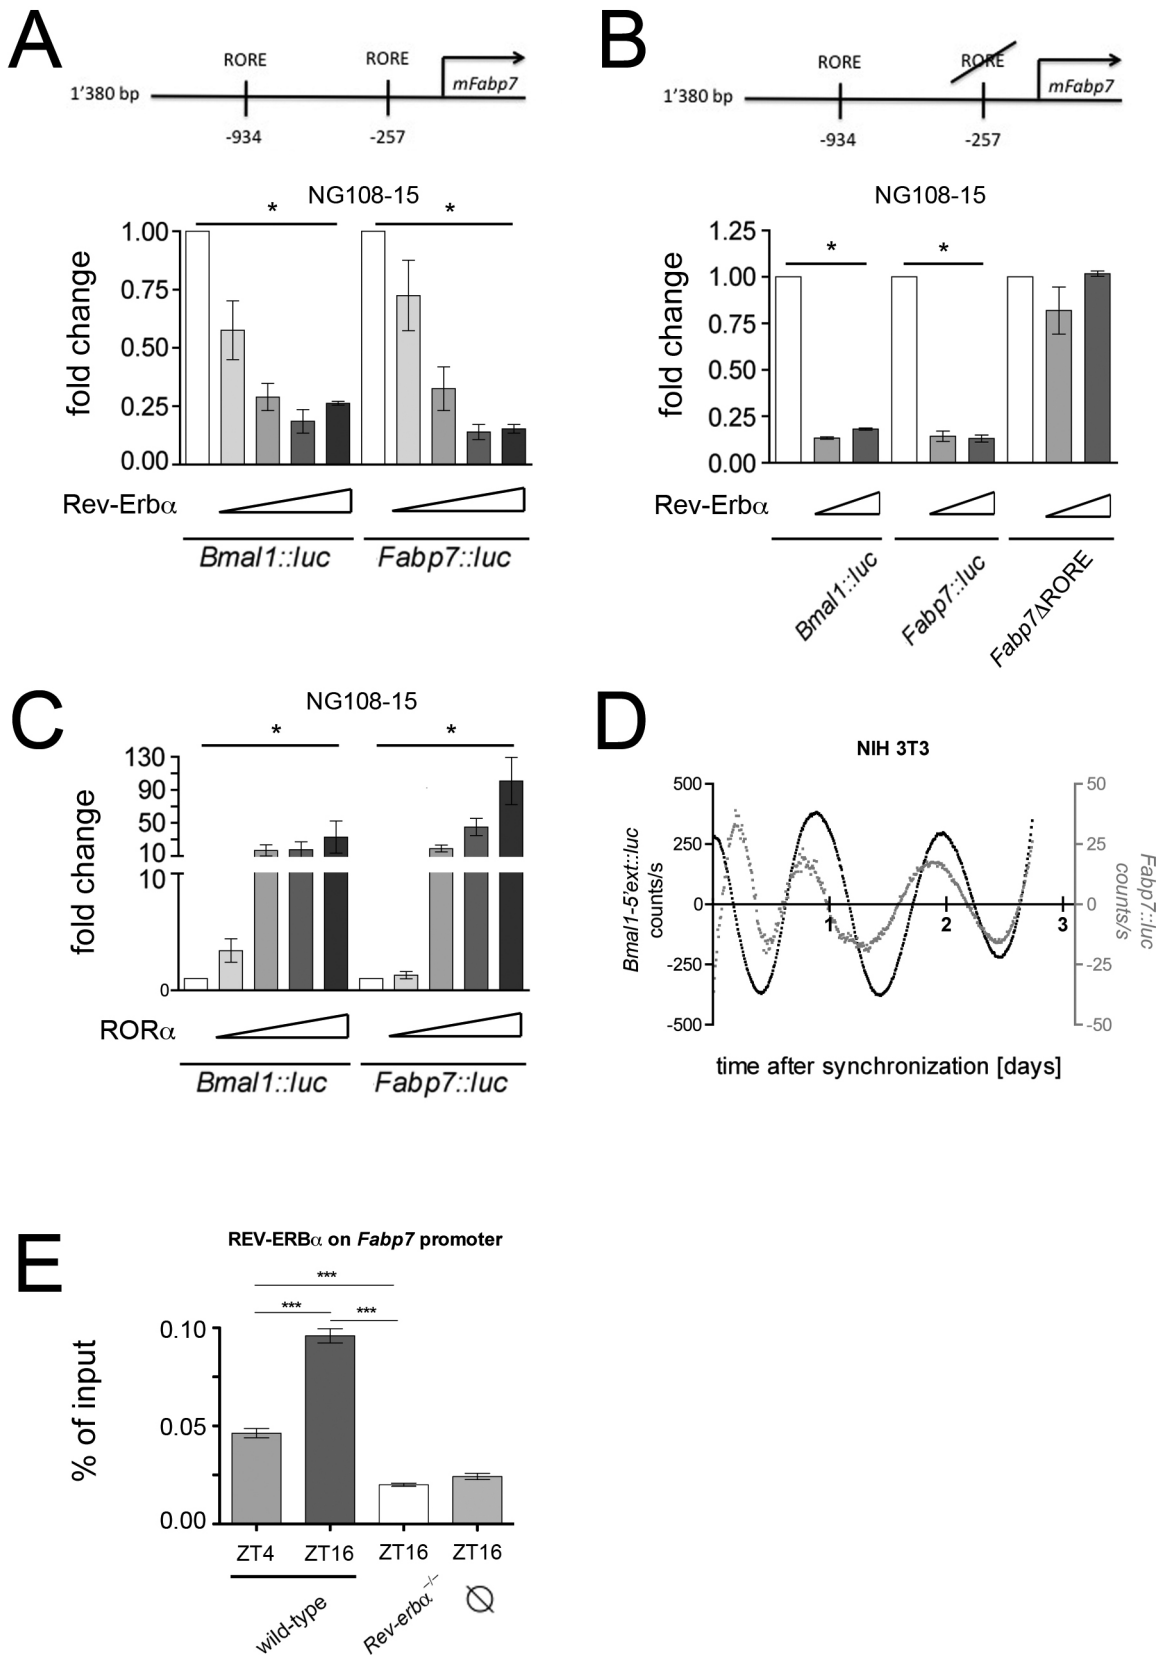 A
RORE RORE
1'380 bp mFabp7
-934 -257
NG108-15
* *
fold change
1.00
0.75
0.50
0.25
0.00
Rev-Erbα
Bmal1::luc Fabp7::luc
B
RORE RORE
1'380 bp mFabp7
-934 -257
NG108-15
* *
fold change
1.25
1.00
0.75
0.50
0.25
0.00
Rev-Erbα
Bmal1::luc Fabp7::luc Fabp7ΔRORE
C
NG108-15
* *
fold change
130
90
50
10
10
0
RORα
Bmal1::luc Fabp7::luc
D
NIH 3T3
Bmal1-5'ext::luc
counts/s
500
250
0
-250
-500
1 2 3
50
25
0
-25
-50
Fabp7::luc
counts/s
time after synchronization [days]
E
REV-ERBα on Fabp7 promoter
***
*** ***
% of input
0.10
0.05
0.00
ZT4 ZT16 ZT16 ZT16
wild-type Rev-erbα-/- ∅